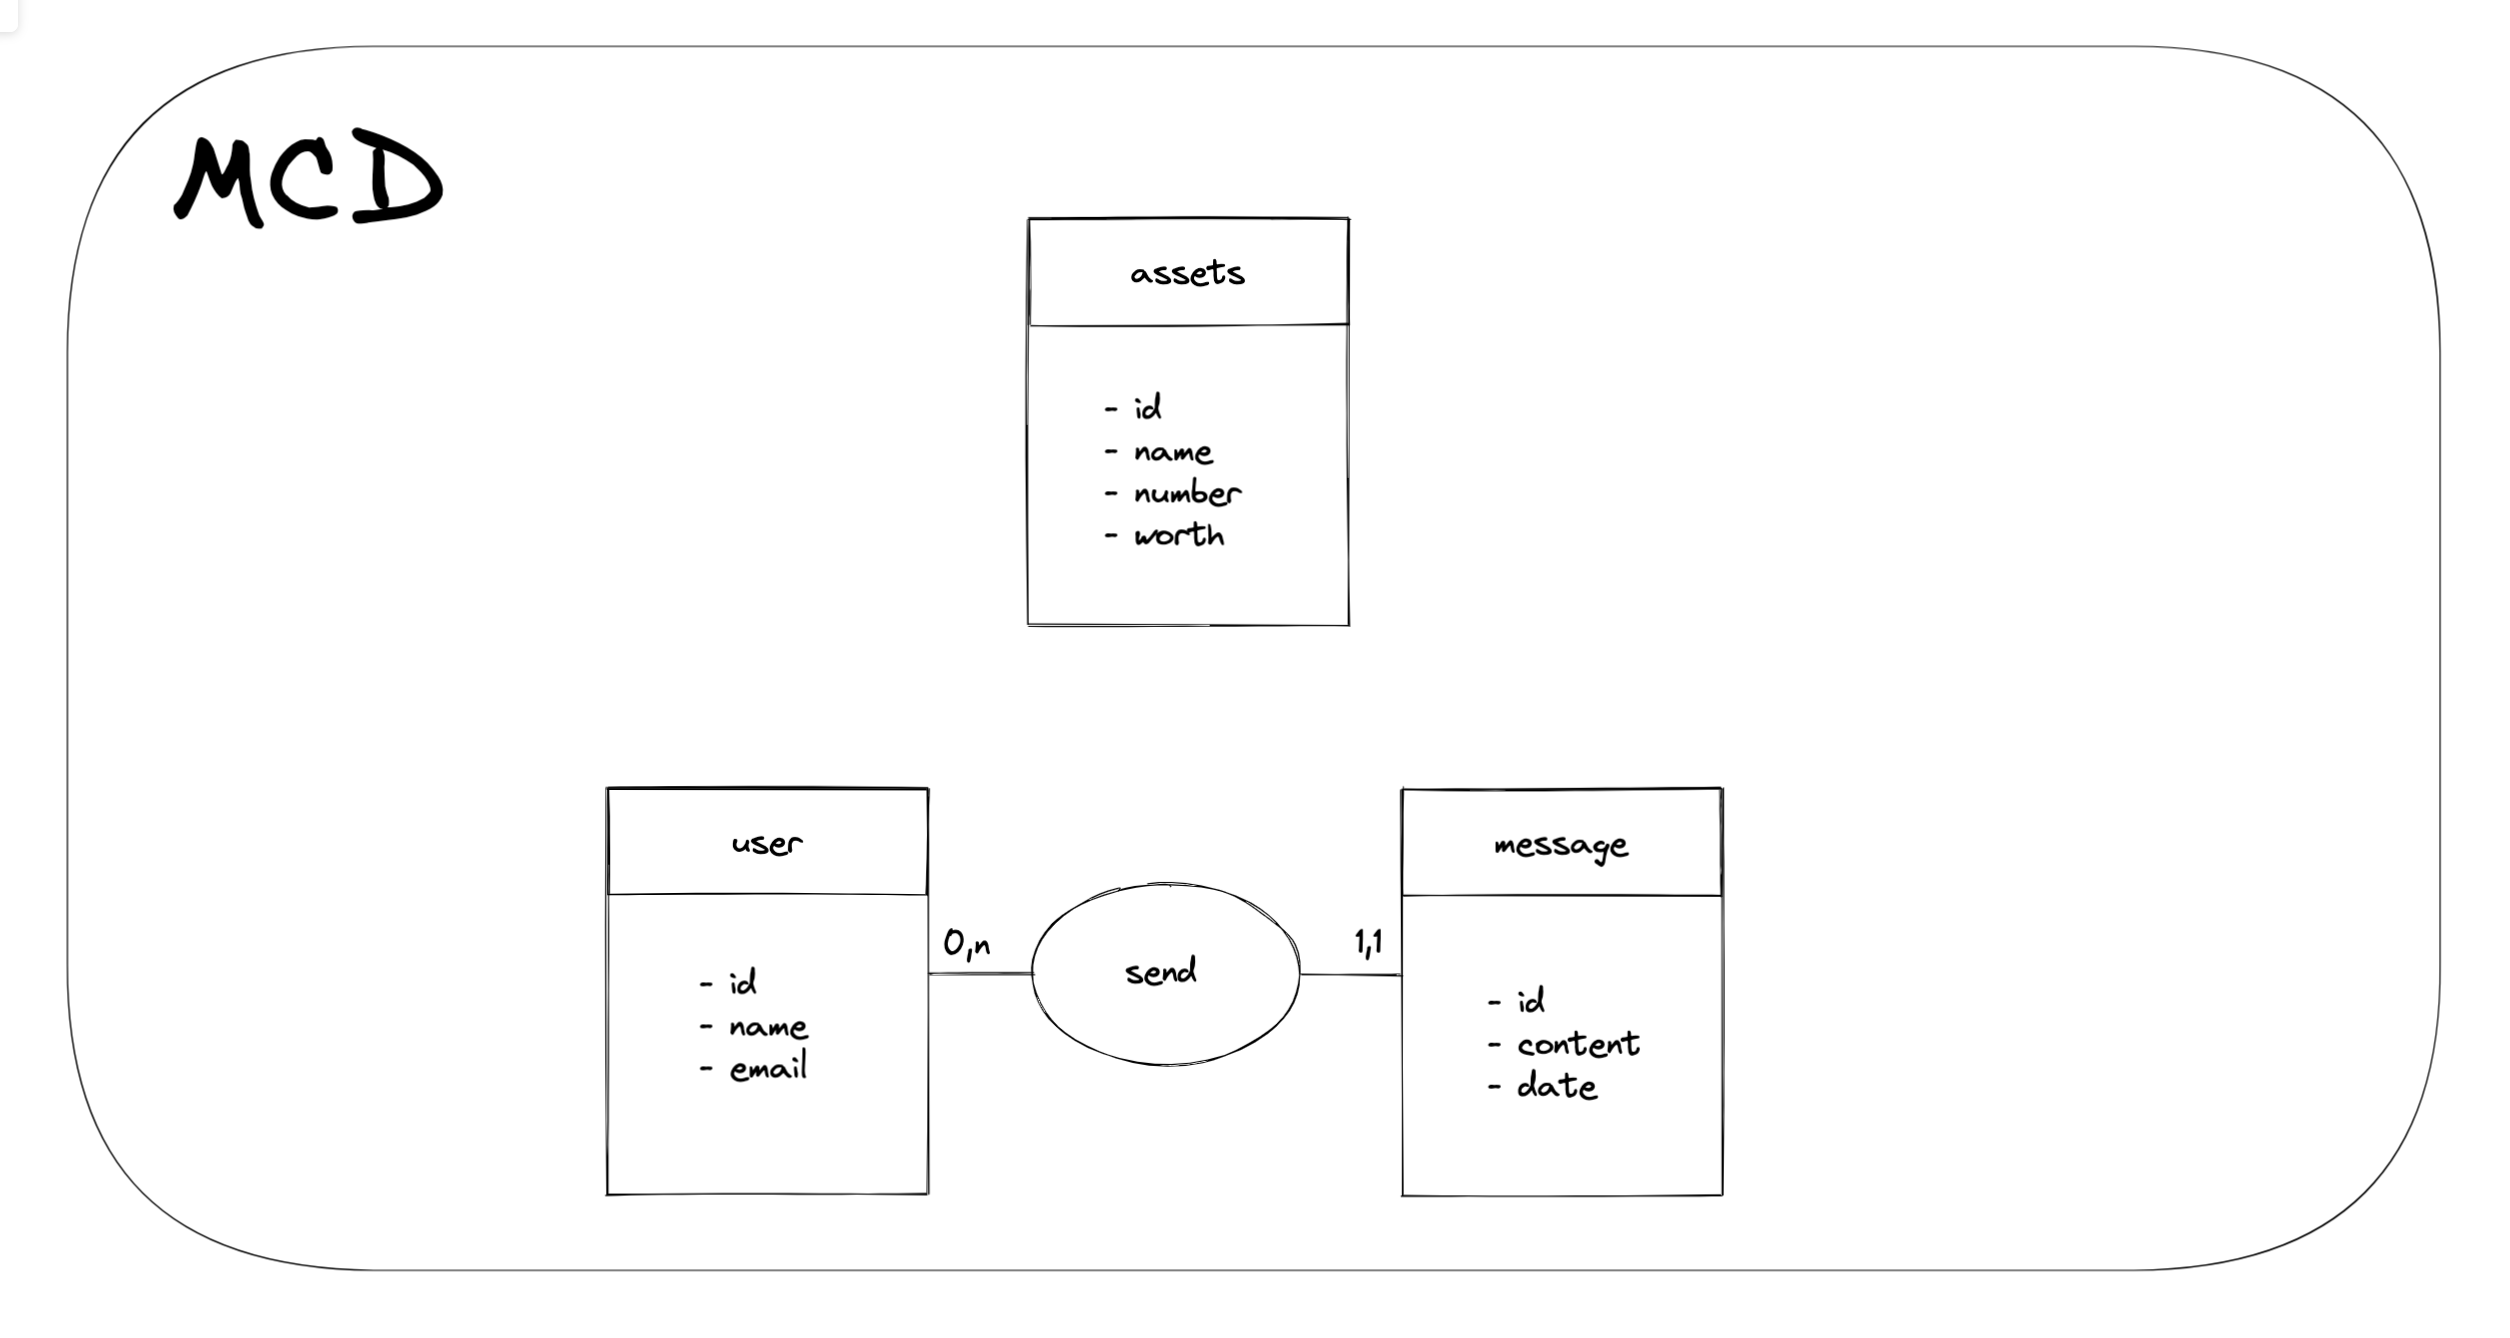 MCD
assets
- id
- name
- number
- worth
user
- id
- name
- email
0,n
send
1,1
message
- id
- content
- date